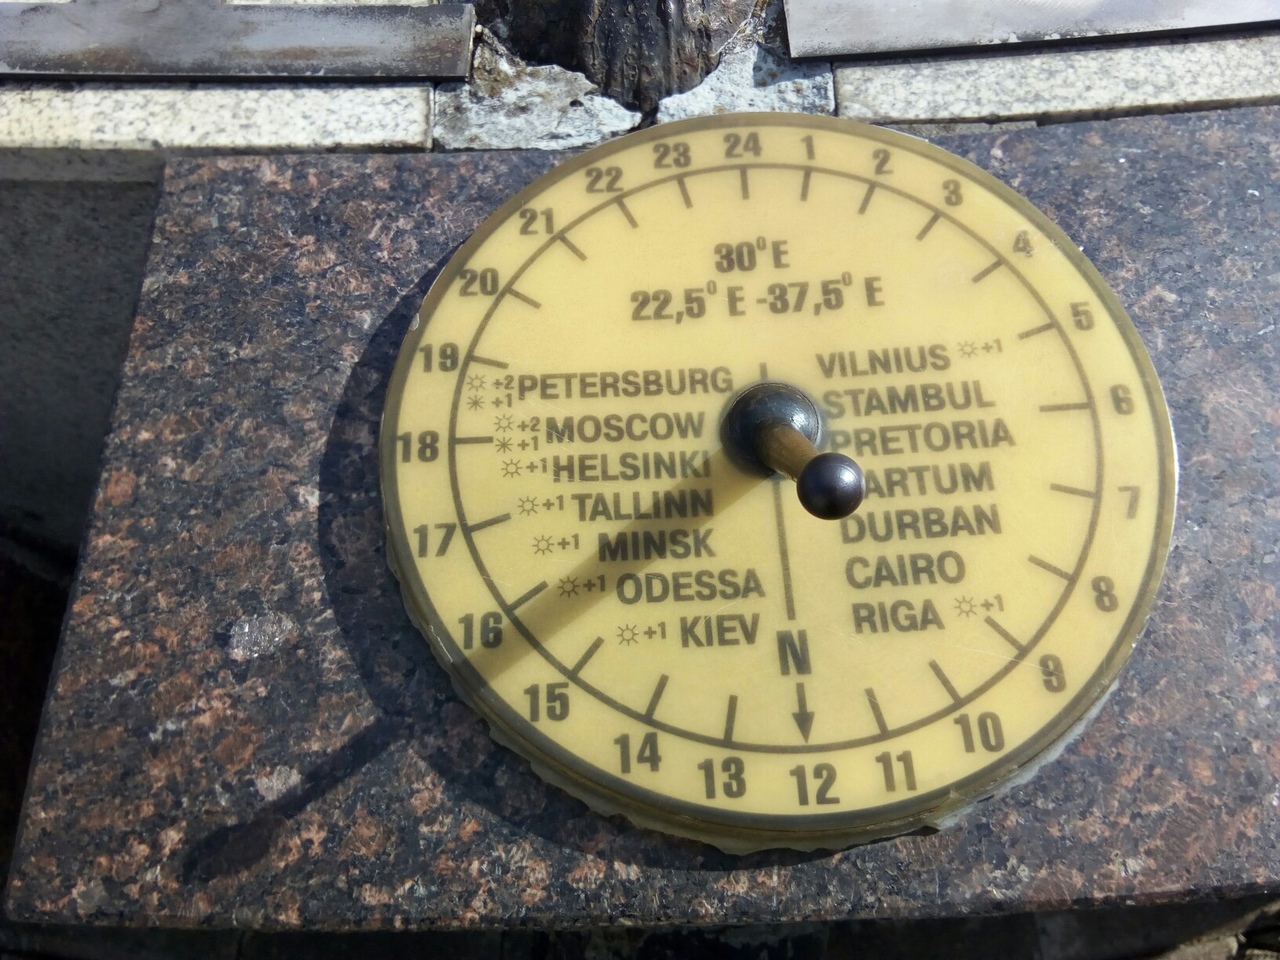 24 1 2 3 4 5 6 7 8 9 10 11 12 13 14 15 16 17 18 19 20 21 22 23
30° E
22,5° E -37,5° E
+2 PETERSBURG
+1
+2 MOSCOW
+1
+1 HELSINKI
+1 TALLINN
+1 MINSK
+1 ODESSA
+1 KIEV
VILNIUS +1
STAMBUL
PRETORIA
ARTUM
DURBAN
CAIRO
RIGA +1
N